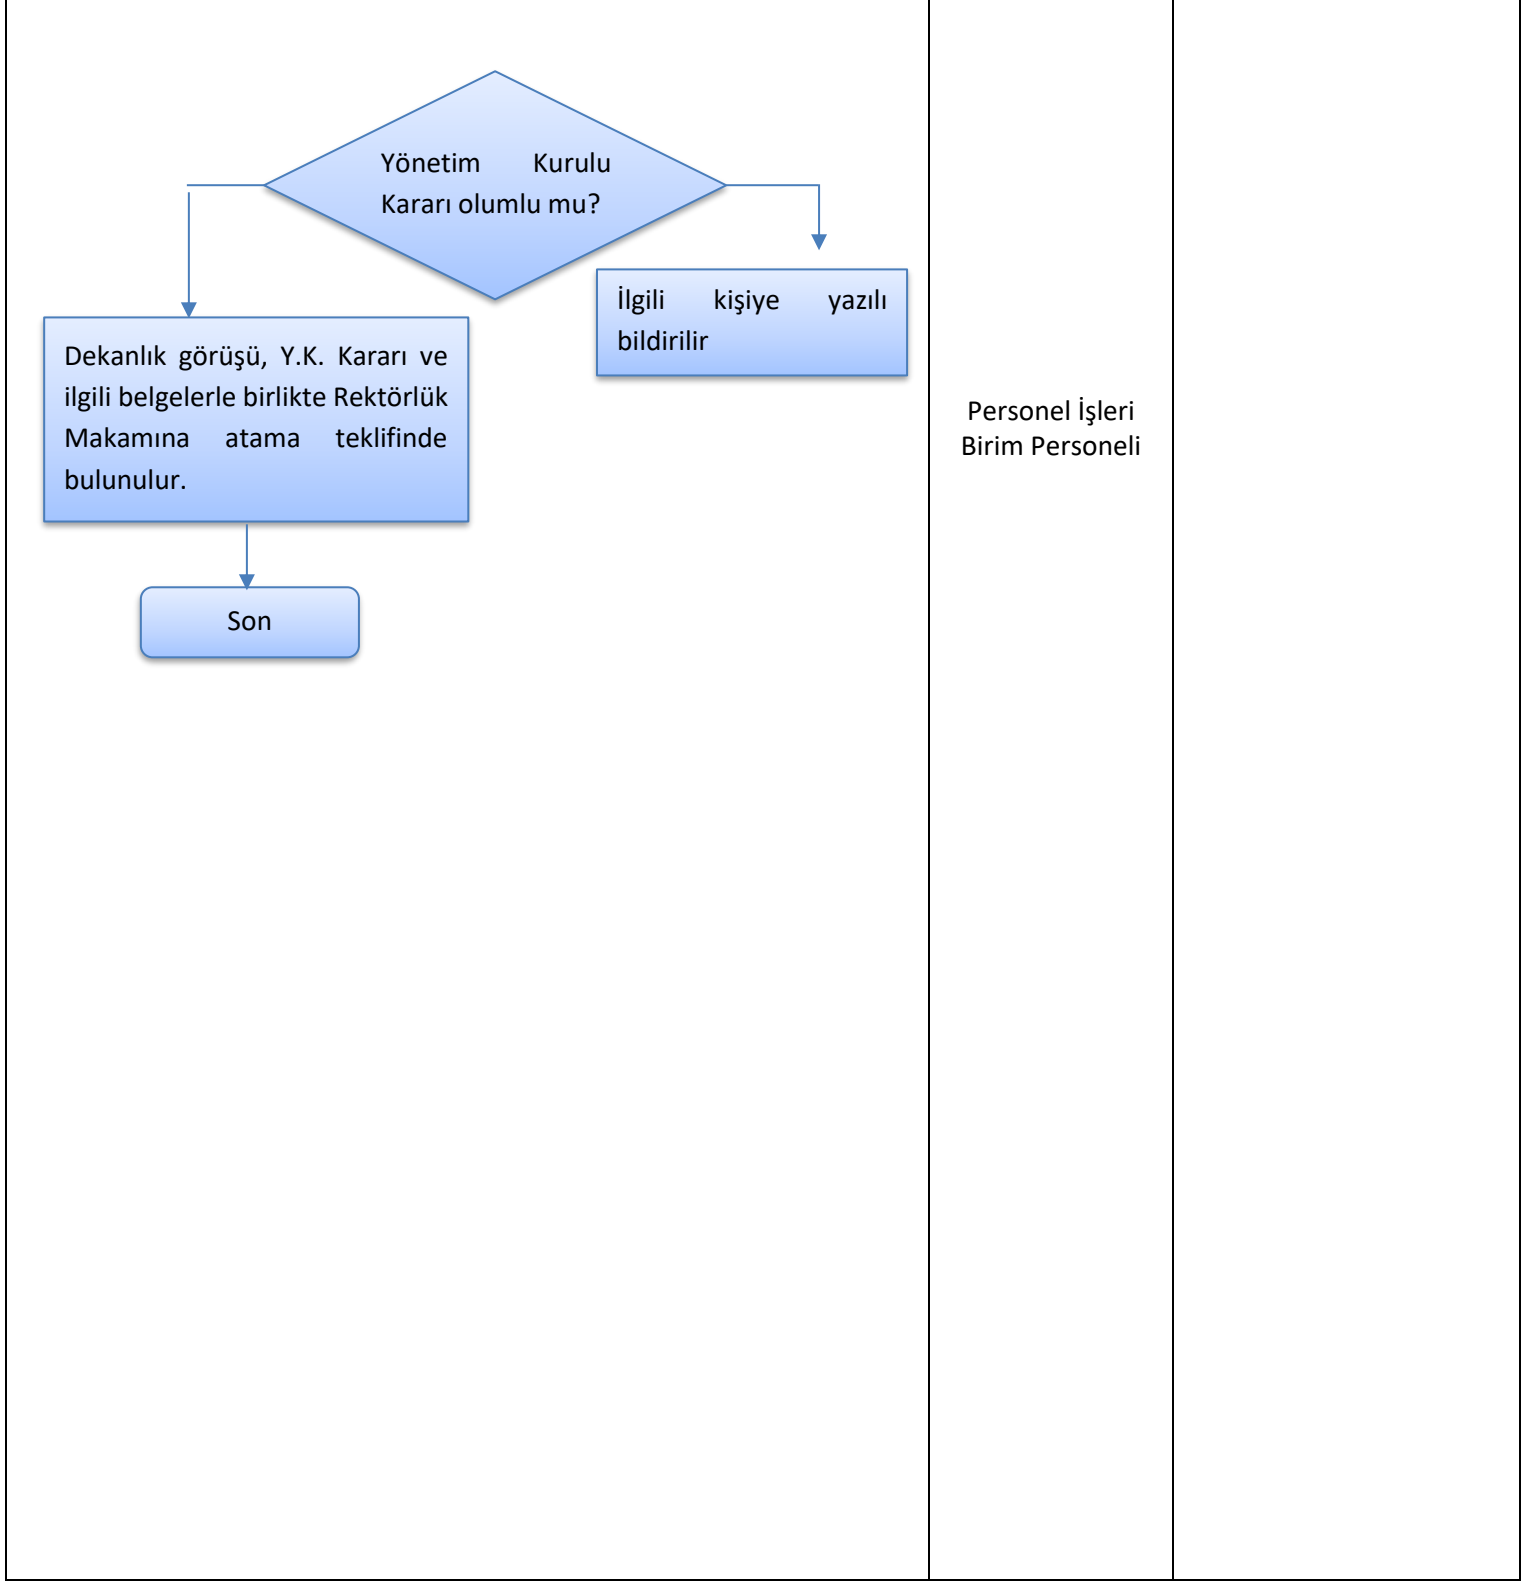 Yönetim Kurulu
Kararı olumlu mu?
İlgili kişiye yazılı
bildirilir
Dekanlık görüşü, Y.K. Kararı ve
ilgili belgelerle birlikte Rektörlük
Makamına atama teklifinde
bulunulur.
Son
Personel İşleri
Birim Personeli